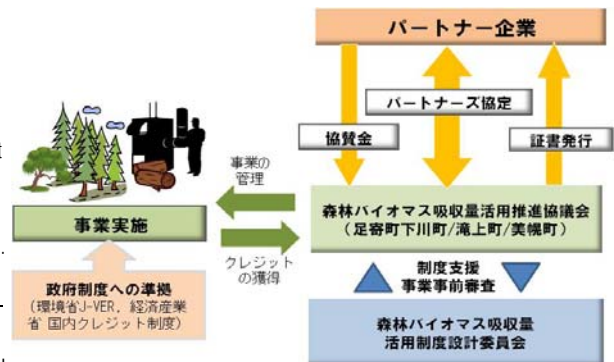 パートナー企業
パートナーズ協定
協賛金
証書発行
事業の
管理
事業実施
クレジット
の獲得
森林バイオマス吸収量活用推進協議会
（足寄町下川町/滝上町/美幌町）
政府制度への準拠
（環境省J-VER，経済産業
省 国内クレジット制度）
制度支援
事業事前審査
森林バイオマス吸収量
活用制度設計委員会